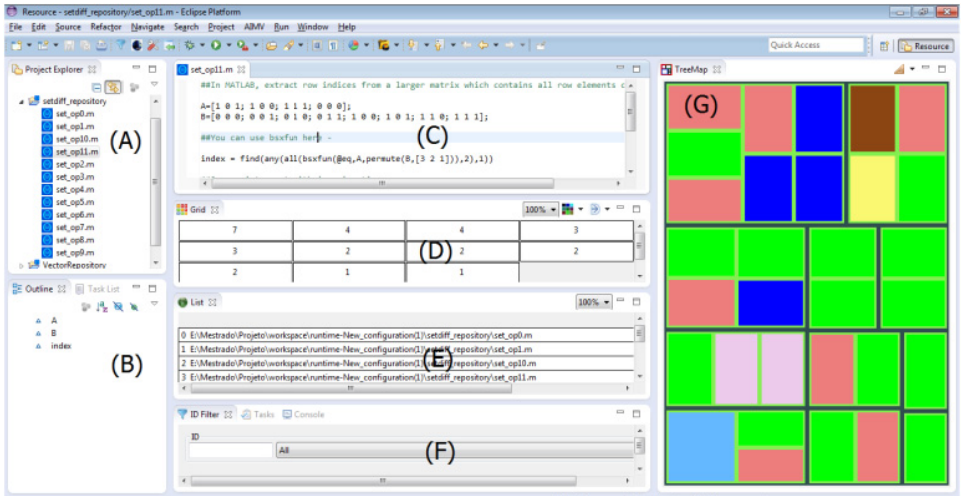 Resource - setdiff_repository/set_op11.m - Eclipse Platform
File Edit Source Refactor Navigate Search Project AIMV Run Window Help
Quick Access
Resource
Project Explorer
setdiff_repository
set_op0.m
set_op1.m
set_op10.m
set_op11.m
set_op2.m
set_op3.m
set_op4.m
set_op5.m
set_op6.m
set_op7.m
set_op8.m
set_op9.m
VectorRepository
(A)
Outline Task List
A
B
index
(B)
set_op11.m
##In MATLAB, extract row indices from a larger matrix which contains all row elements
A=[1 0 1; 1 0 0; 1 1 1; 0 0 0];
B=[0 0 0; 0 0 1; 0 1 0; 0 1 1; 1 0 0; 1 0 1; 1 1 0; 1 1 1];
##You can use bsxfun here -
index = find(any(all(bsxfun(@eq,A,permute(B,[3 2 1])),2),1))
(C)
Grid
100%
7 4 4 3
3 2 2 2
2 1 1
(D)
List
100%
0 E:\Mestrado\Projeto\workspace\runtime-New_configuration(1)\setdiff_repository\set_op0.m
1 E:\Mestrado\Projeto\workspace\runtime-New_configuration(1)\setdiff_repository\set_op1.m
2 E:\Mestrado\Projeto\workspace\runtime-New_configuration(1)\setdiff_repository\set_op10.m
3 E:\Mestrado\Projeto\workspace\runtime-New_configuration(1)\setdiff_repository\set_op11.m
(E)
ID Filter Tasks Console
ID
All
(F)
TreeMap
(G)